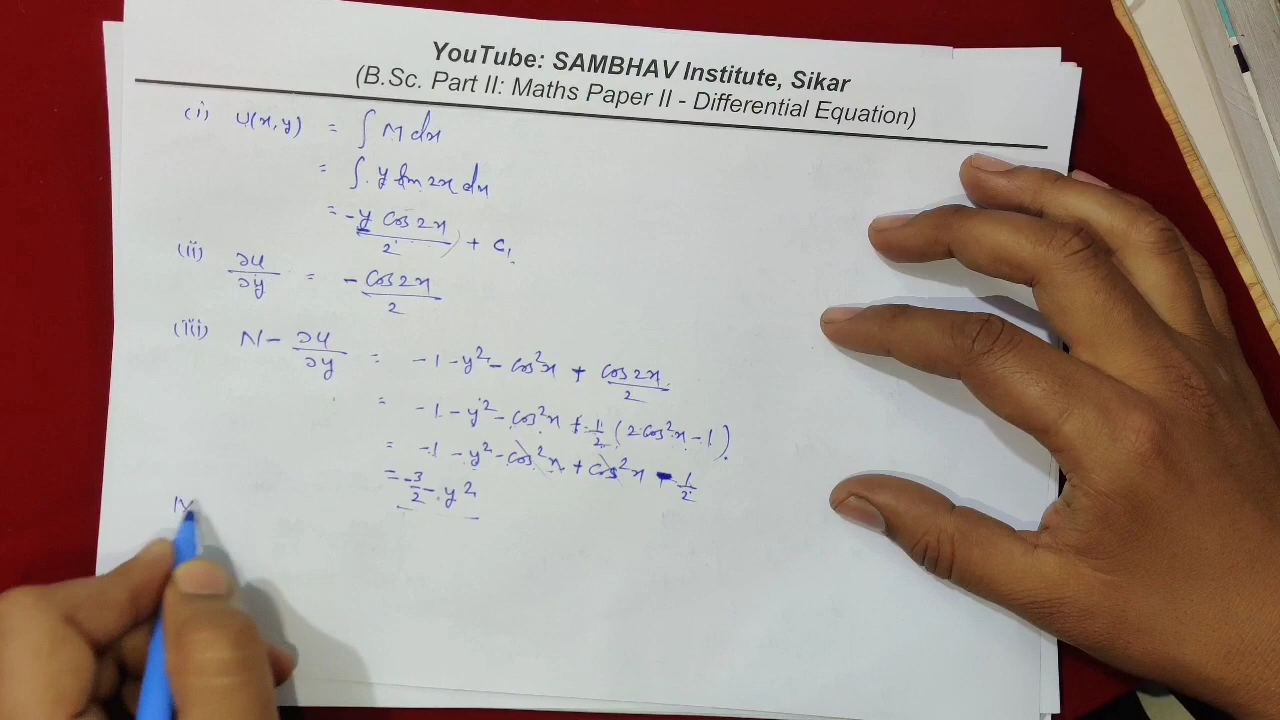 YouTube: SAMBHAV Institute, Sikar
(B.Sc. Part II: Maths Paper II - Differential Equation)
(i) U(x,y) = ∫ M dx
= ∫. y sin 2x dx
= -y cos 2x / 2 + c₁
(ii) ∂u/∂y = - cos 2x / 2
(iii) N - ∂u/∂y = -1 - y² - cos²x + cos 2x / 2
= -1 - y² - cos²x + 1/2 (2cos²x - 1)
= -1 - y² - cos²x + cos²x - 1/2
= -3/2 - y²
IV